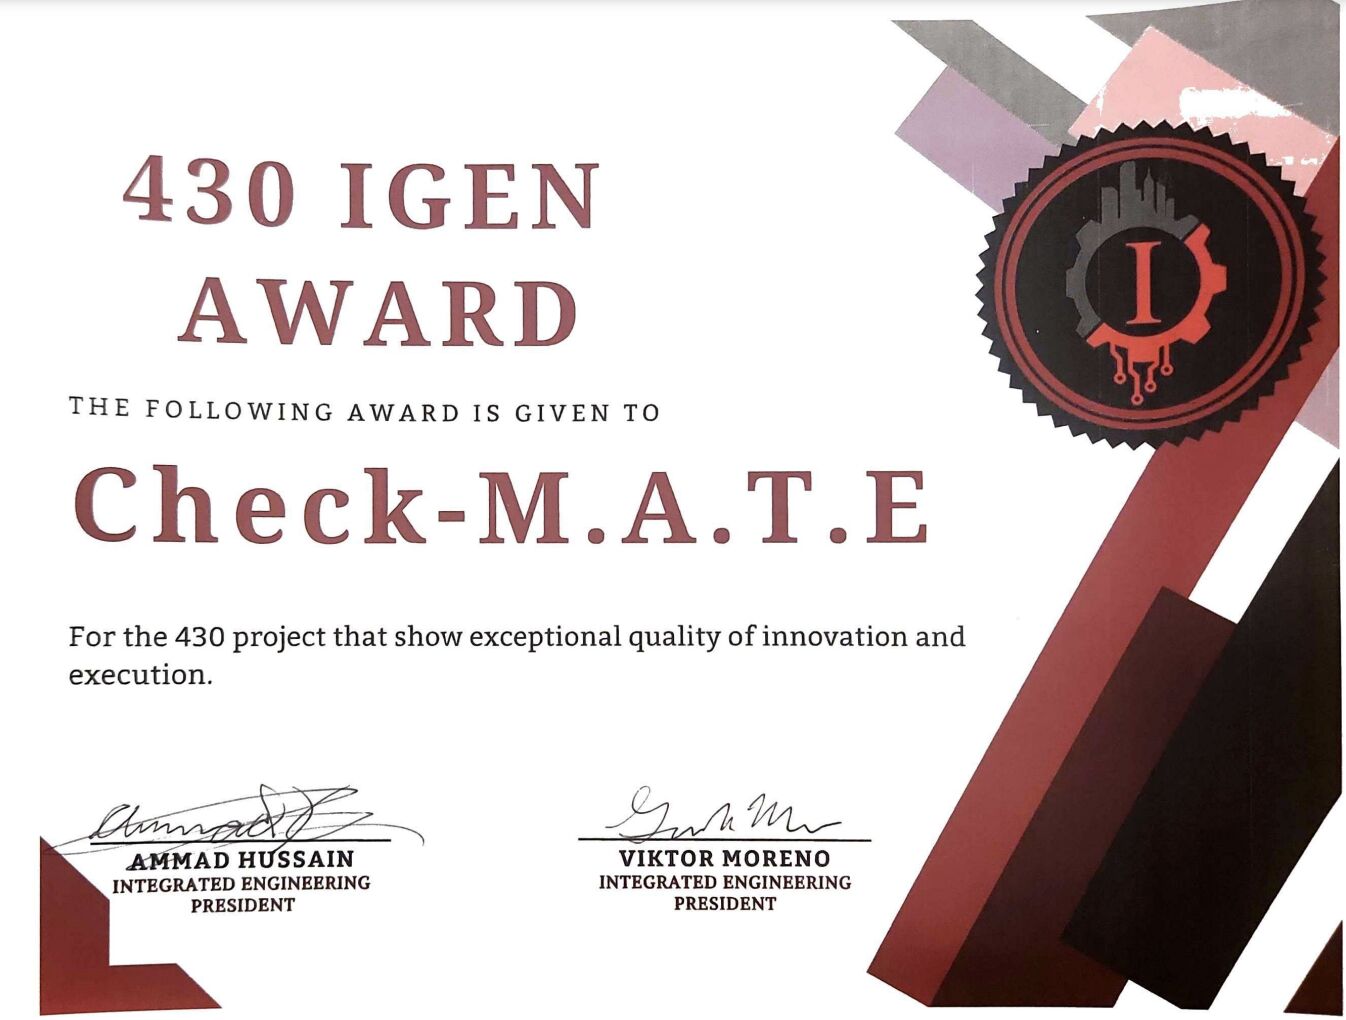 430 IGEN
AWARD
THE FOLLOWING AWARD IS GIVEN TO
Check-M.A.T.E
For the 430 project that show exceptional quality of innovation and
execution.
AMMAD HUSSAIN
INTEGRATED ENGINEERING
PRESIDENT
VIKTOR MORENO
INTEGRATED ENGINEERING
PRESIDENT
I